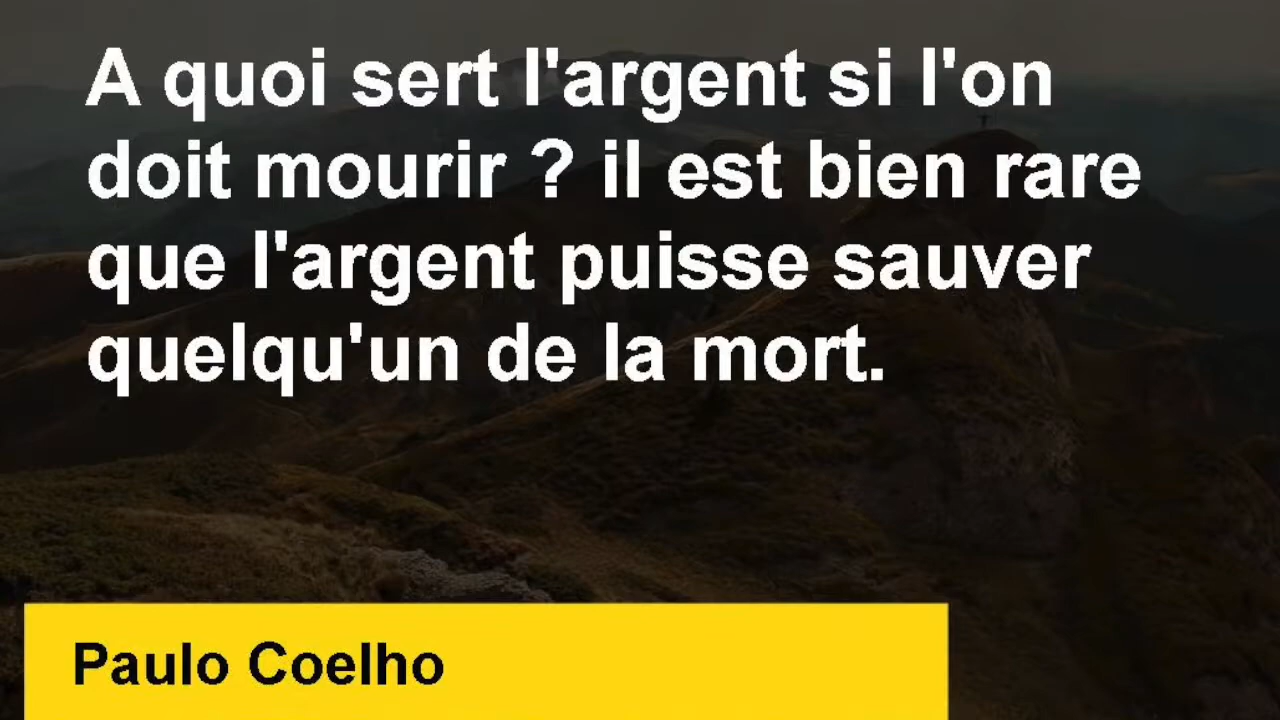 A quoi sert l'argent si l'on
doit mourir ? il est bien rare
que l'argent puisse sauver
quelqu'un de la mort.
Paulo Coelho